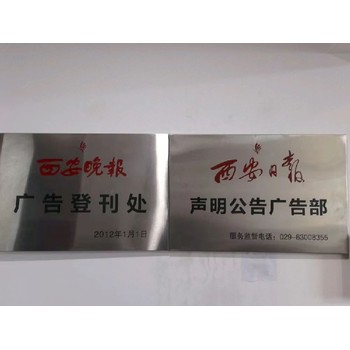 西安晚报
广告登刊处
2012年1月1日
西安日报
声明公告广告部
服务监督电话：029-83008355